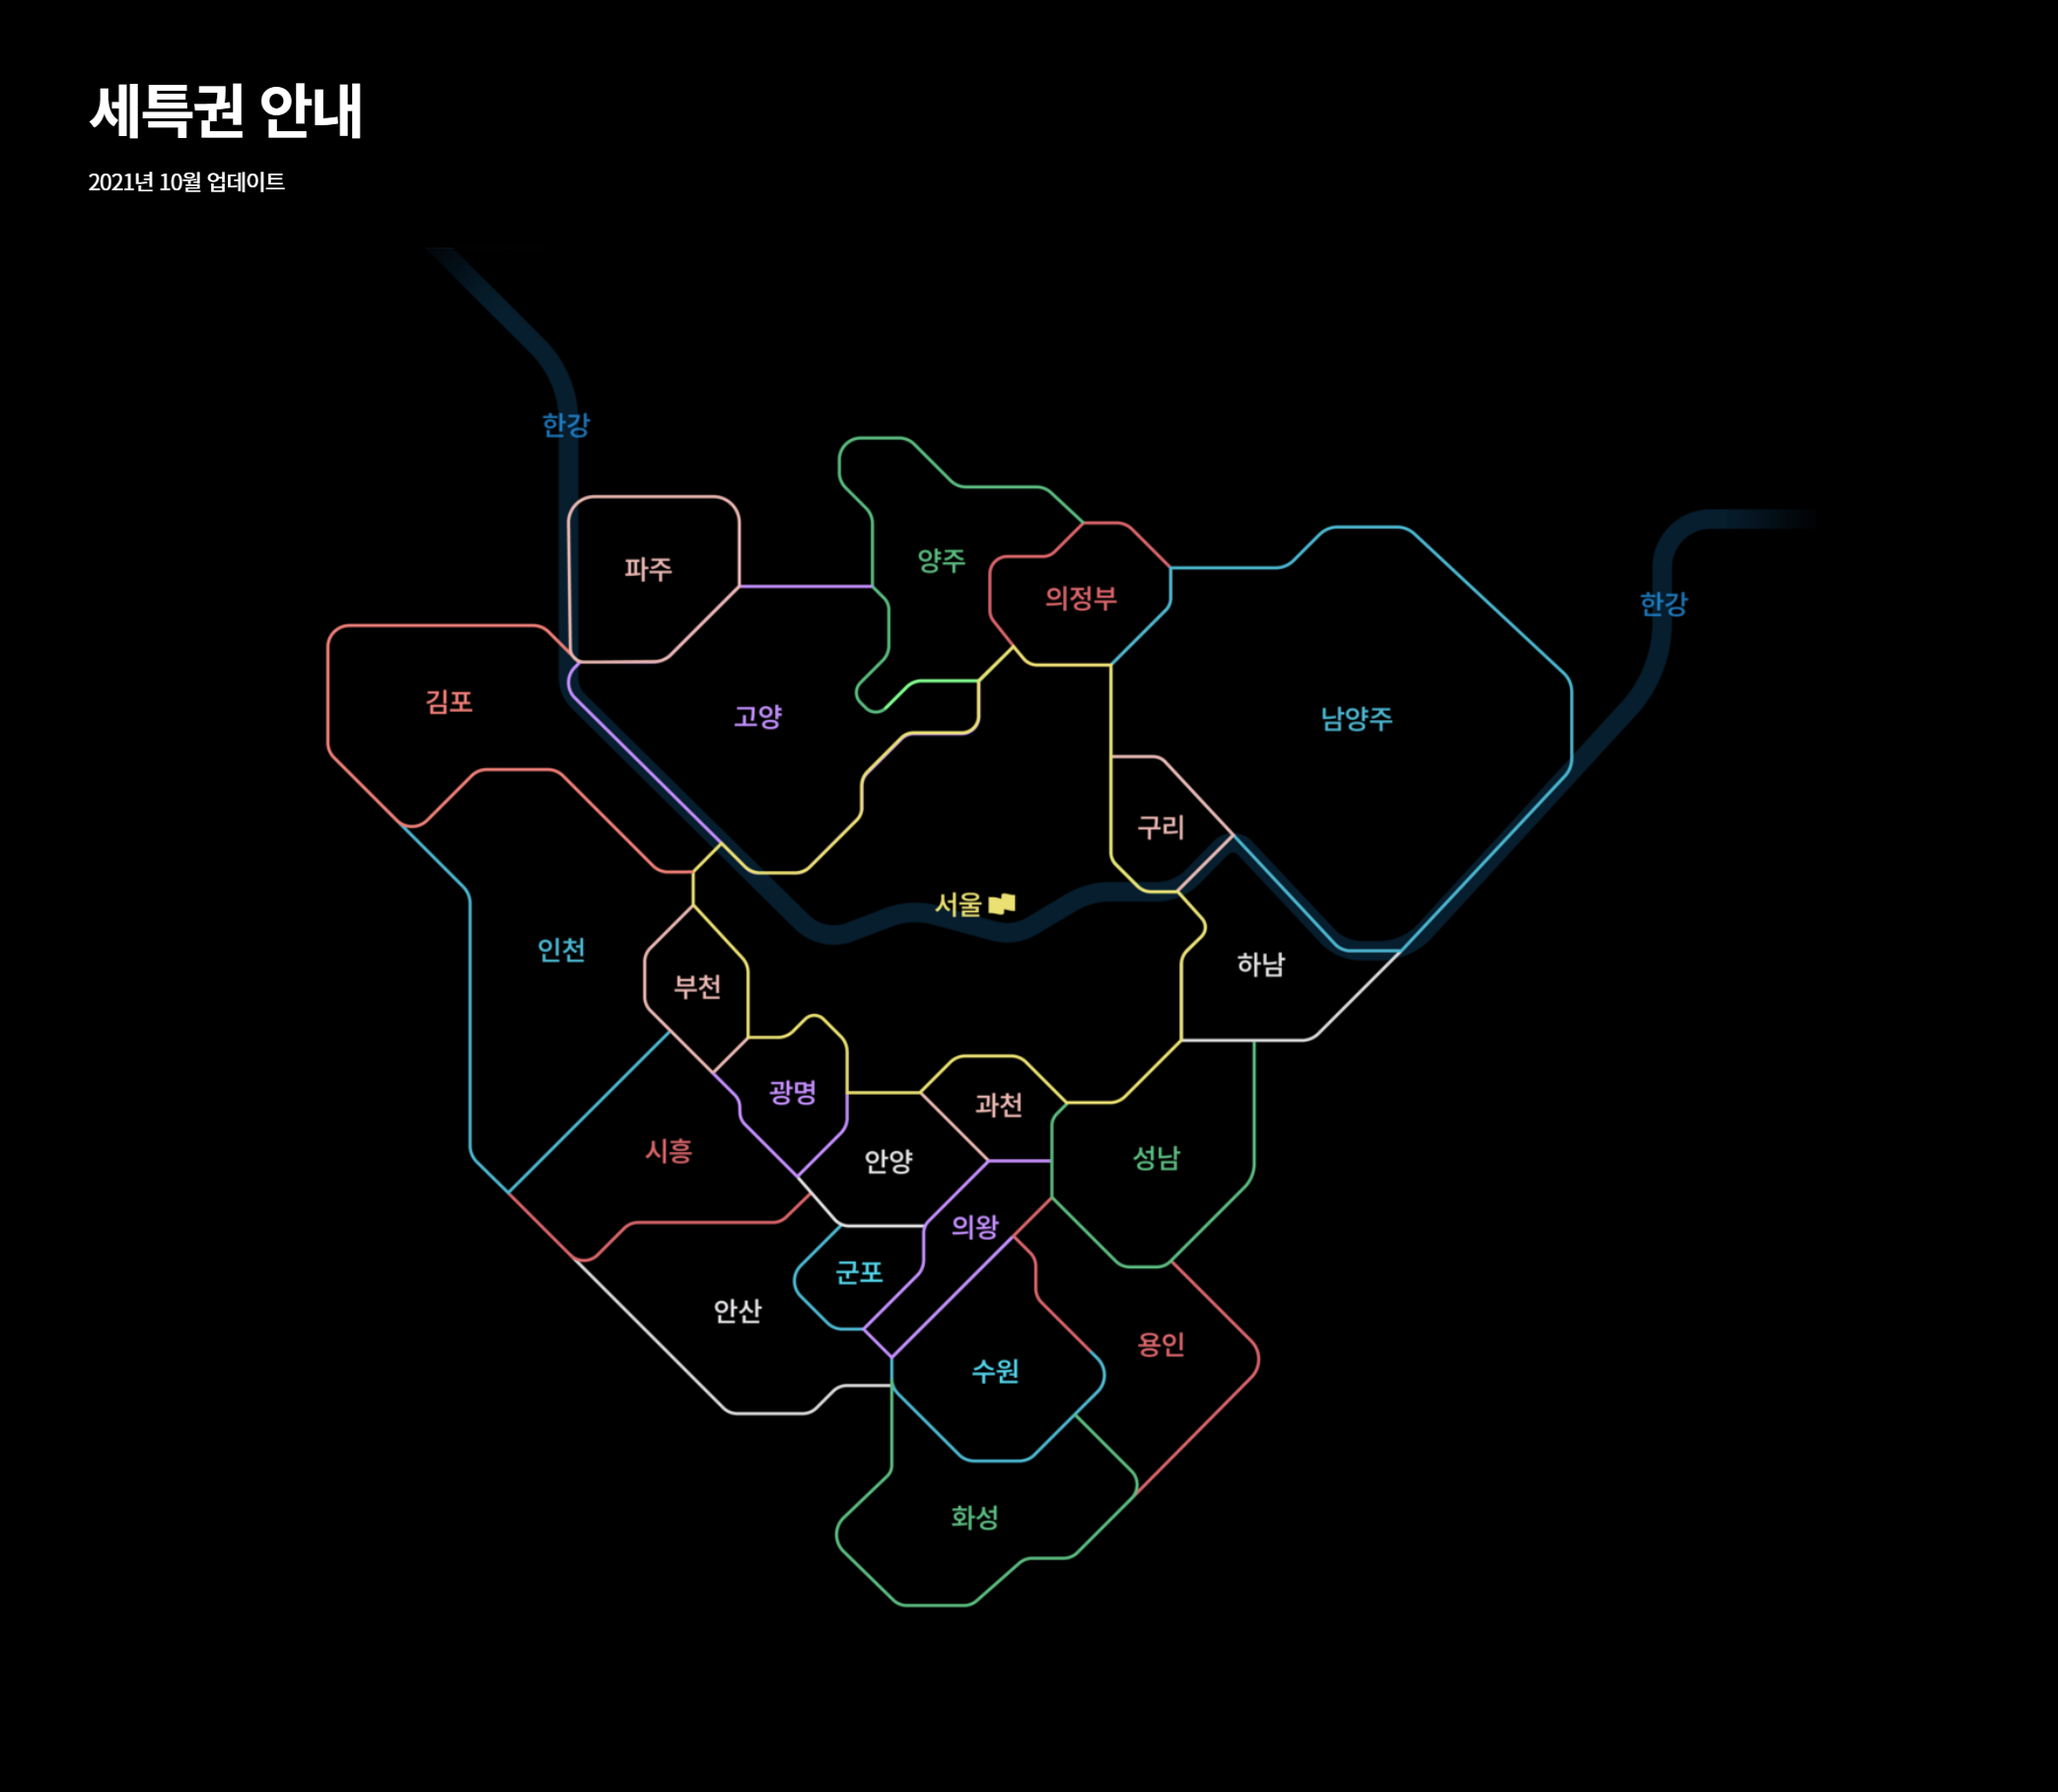 세특권 안내
2021년 10월 업데이트
한강
파주
양주
의정부
한강
김포
고양
남양주
구리
서울
인천
하남
부천
광명
과천
시흥
안양
성남
의왕
군포
안산
용인
수원
화성